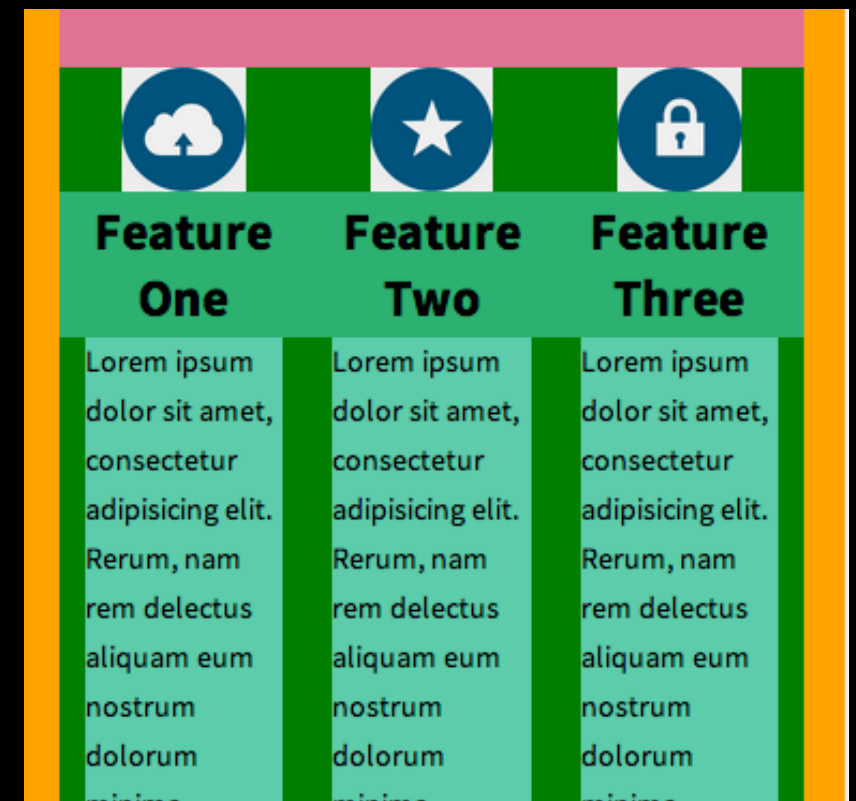 Feature
One
Lorem ipsum
dolor sit amet,
consectetur
adipisicing elit.
Rerum, nam
rem delectus
aliquam eum
nostrum
dolorum
Feature
Two
Lorem ipsum
dolor sit amet,
consectetur
adipisicing elit.
Rerum, nam
rem delectus
aliquam eum
nostrum
dolorum
Feature
Three
Lorem ipsum
dolor sit amet,
consectetur
adipisicing elit.
Rerum, nam
rem delectus
aliquam eum
nostrum
dolorum